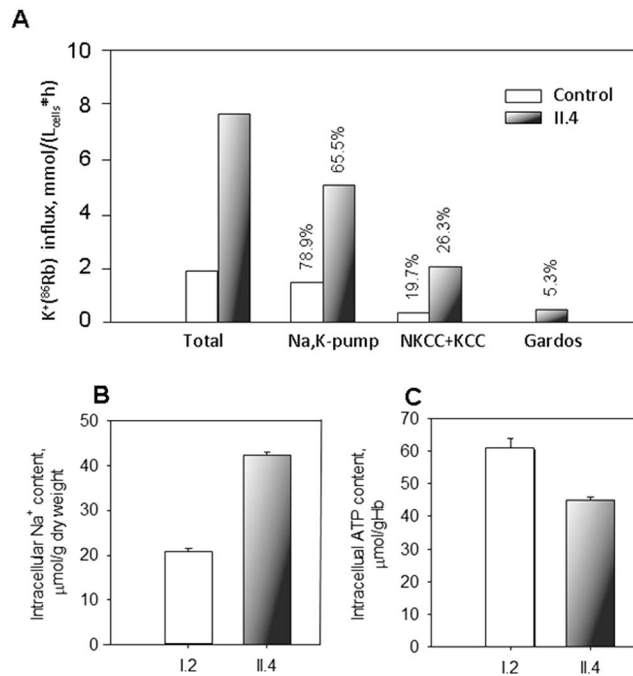 A
K⁺(⁸⁶Rb) influx, mmol/(L_cells*h)
10
8
6
4
2
0
Control
II.4
78.9%
65.5%
19.7%
26.3%
5.3%
Total
Na,K-pump
NKCC+KCC
Gardos
B
Intracellular Na⁺ content,
μmol/g dry weight
50
40
30
20
10
0
I.2
II.4
C
Intracellual ATP content,
μmol/gHb
70
60
50
40
30
20
10
0
I.2
II.4